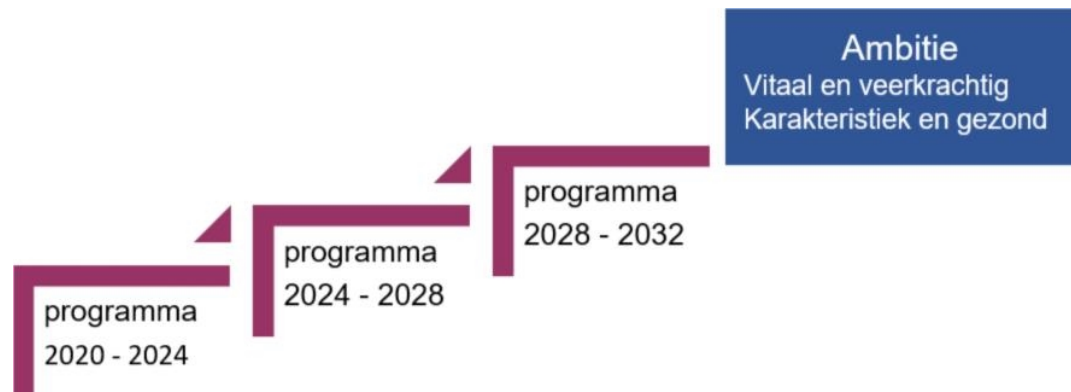 Ambitie
Vitaal en veerkrachtig
Karakteristiek en gezond
programma
2028 - 2032
programma
2024 - 2028
programma
2020 - 2024